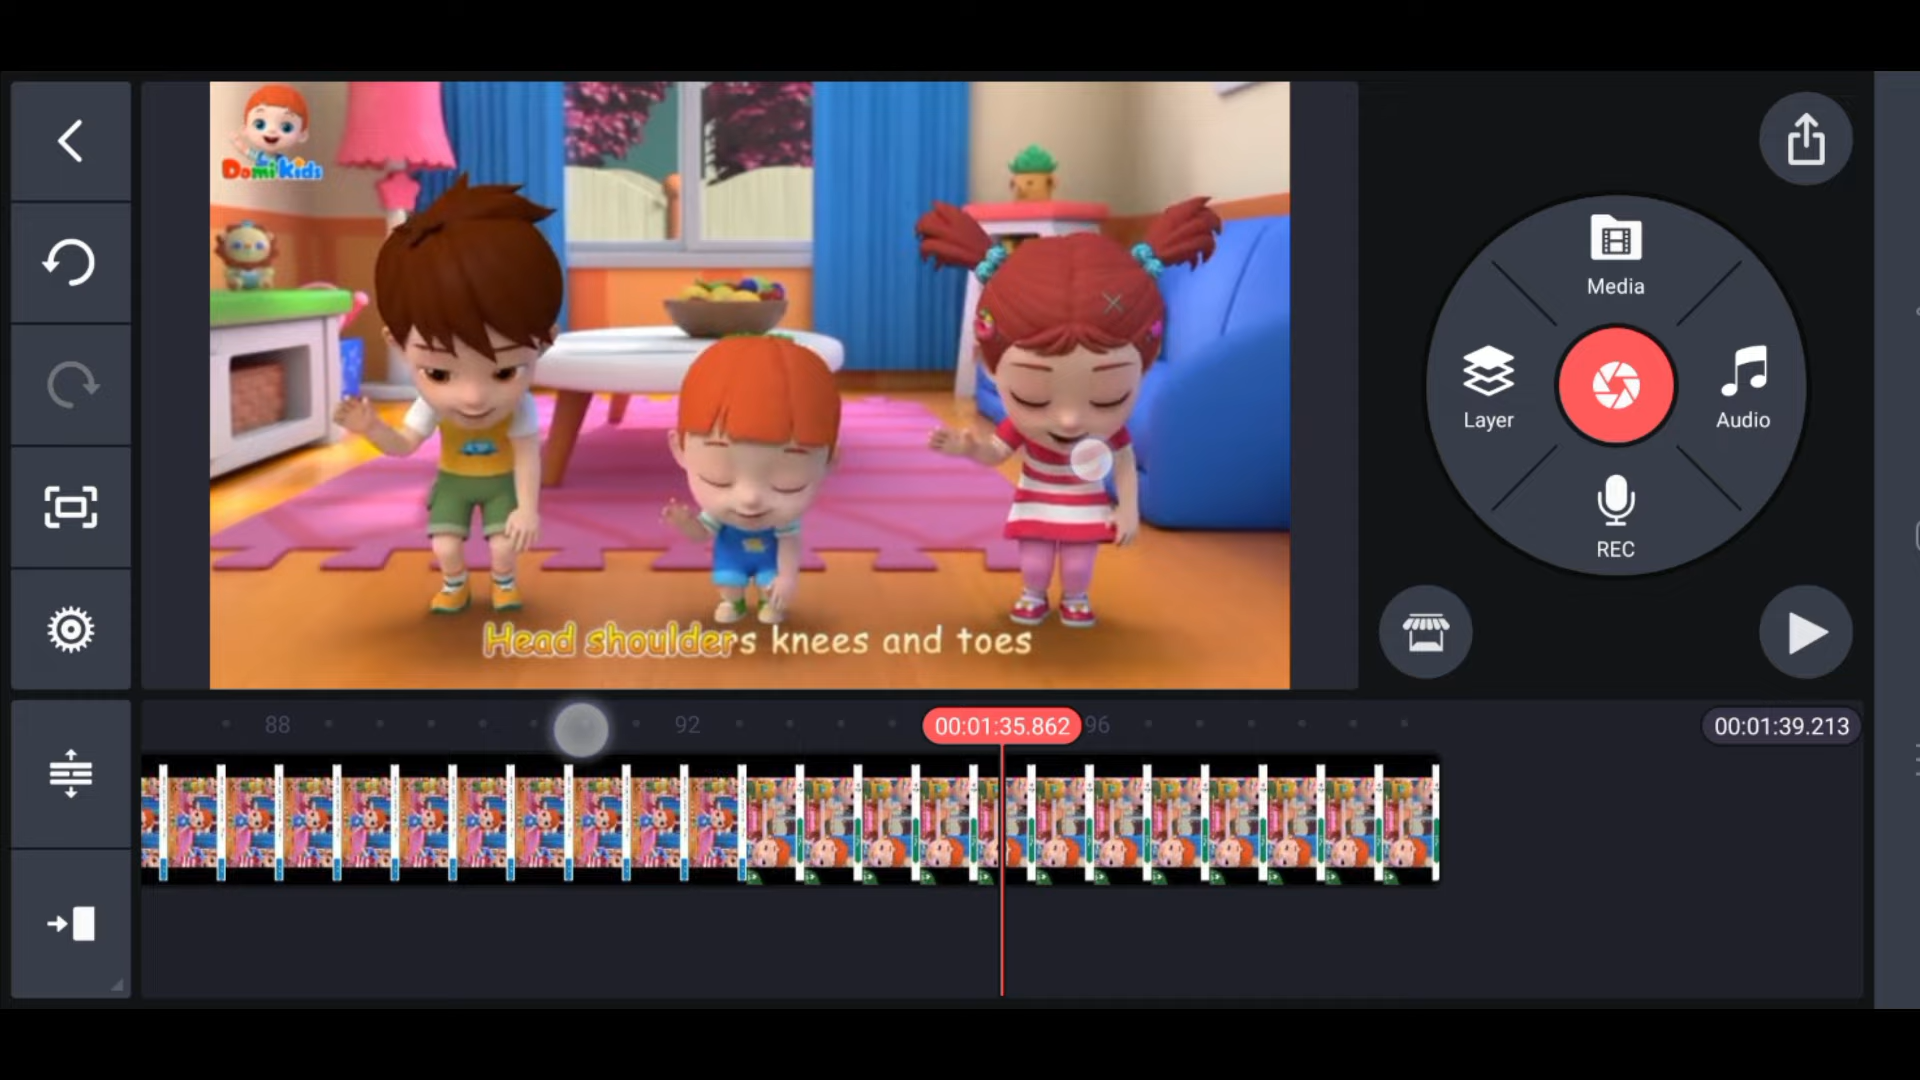 Domi Kids
Media
Layer
Audio
REC
Head shoulders knees and toes
88
92
00:01:35.862
96
00:01:39.213